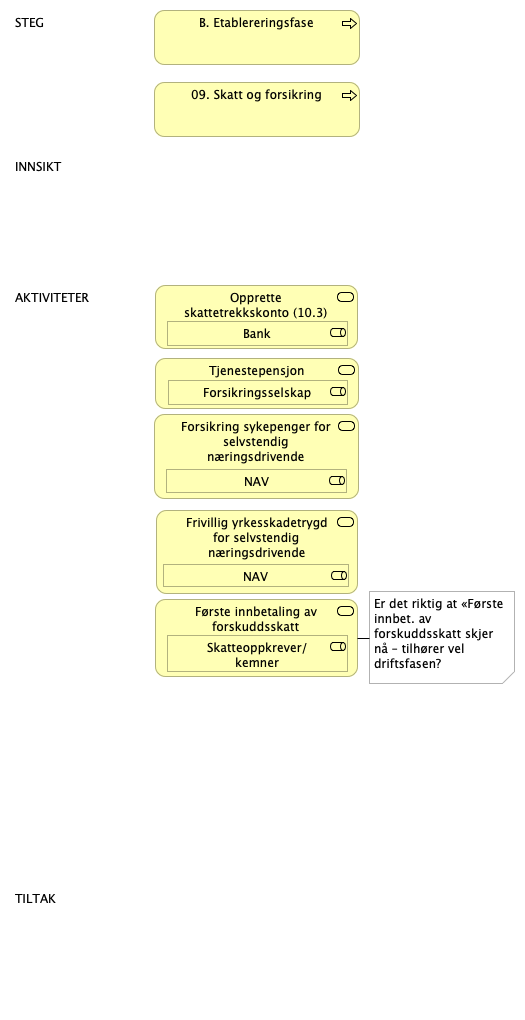 STEG
B. Etablereringsfase
09. Skatt og forsikring
INNSIKT
AKTIVITETER
Opprette
skattetrekkskonto (10.3)
Bank
Tjenestepensjon
Forsikringsselskap
Forsikring sykepenger for
selvstendig
næringsdrivende
NAV
Frivillig yrkesskadetrygd
for selvstendig
næringsdrivende
NAV
Første innbetaling av
forskuddsskatt
Skatteoppkrever/
kemner
Er det riktig at «Første
innbet. av
forskuddsskatt skjer
nå – tilhører vel
driftsfasen?
TILTAK